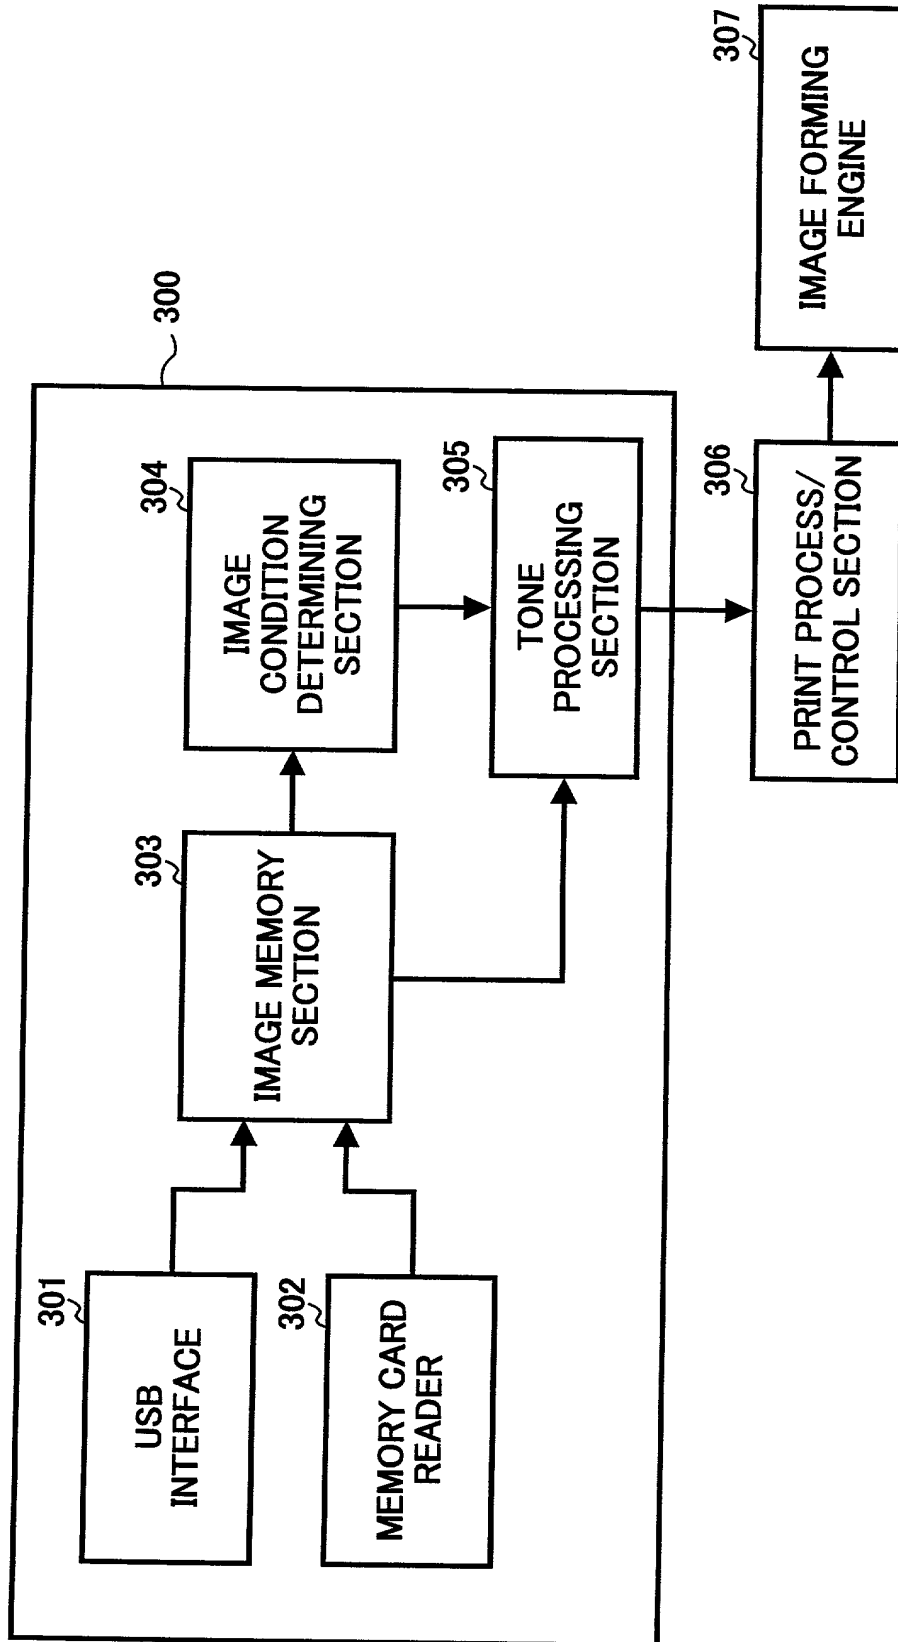 300
301
USB
INTERFACE
302
MEMORY CARD
READER
303
IMAGE MEMORY
SECTION
304
IMAGE
CONDITION
DETERMINING
SECTION
305
TONE
PROCESSING
SECTION
306
PRINT PROCESS/
CONTROL SECTION
307
IMAGE FORMING
ENGINE